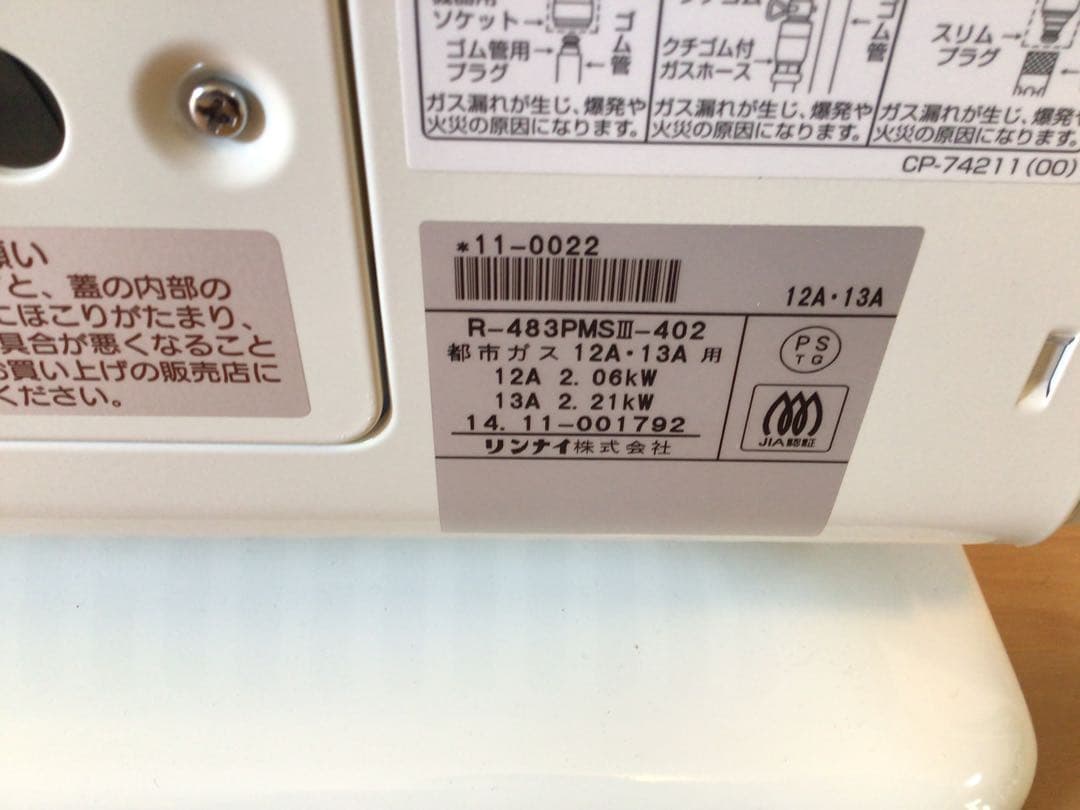 ソケット
ゴム管用
プラグ
ゴム管
ガス漏れが生じ、爆発や
火災の原因になります。
クチゴム付
ガスホース
ゴム管
ガス漏れが生じ、爆発や
火災の原因になります。
スリム
プラグ
ガス漏れが生じ、爆発や
火災の原因になります。
CP-74211(00)
願い
と、蓋の内部の
にほこりがたまり、
具合が悪くなること
お買い上げの販売店に
ください。
*11-0022
12A・13A
R-483PMSⅢ-402
都市ガス 12A・13A 用
12A 2.06kW
13A 2.21kW
14.11-001792
リンナイ株式会社
PS
TG
JIA認証